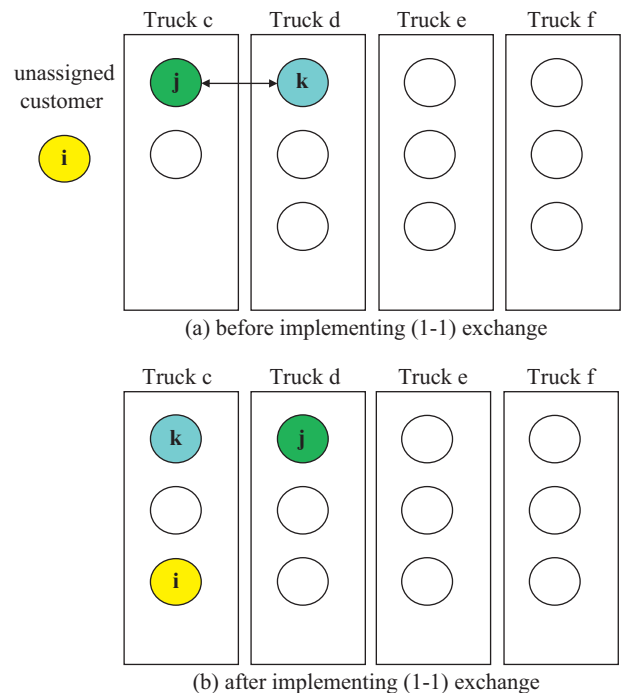 Truck c Truck d Truck e Truck f
unassigned
customer
j k
i
(a) before implementing (1-1) exchange
Truck c Truck d Truck e Truck f
k j
i
(b) after implementing (1-1) exchange